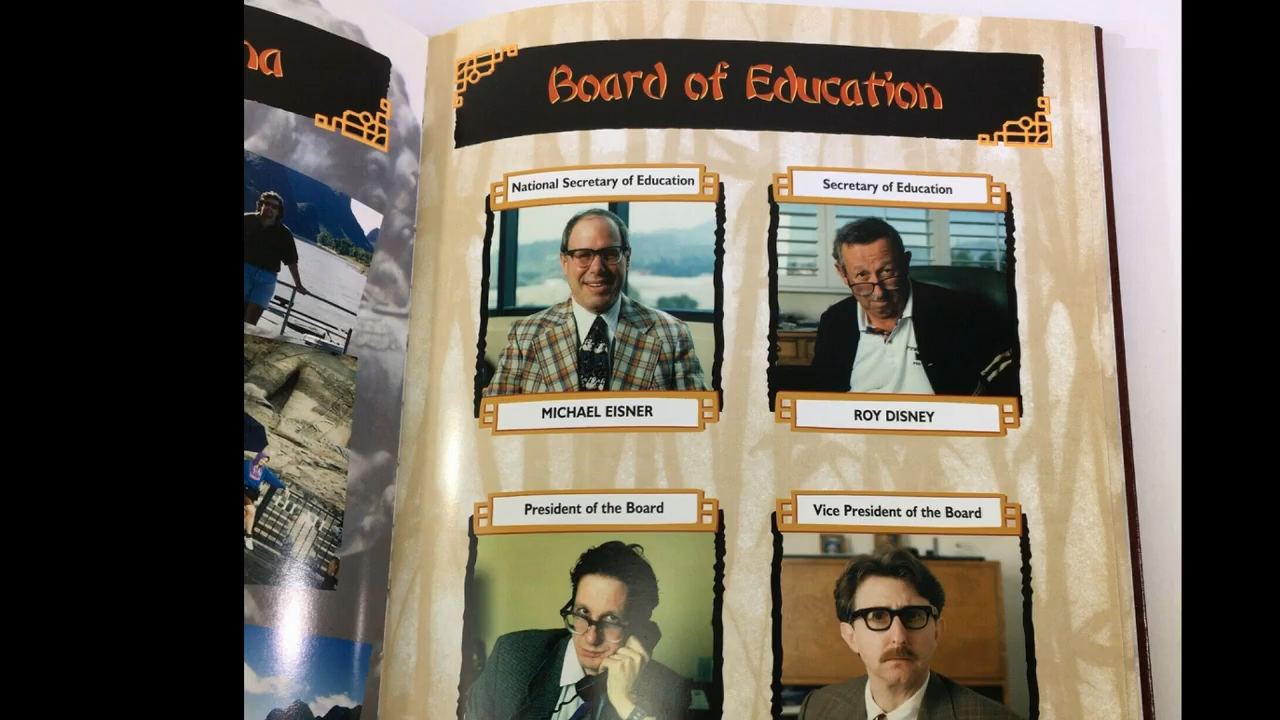 na
Board of Education
National Secretary of Education
Secretary of Education
MICHAEL EISNER
ROY DISNEY
President of the Board
Vice President of the Board